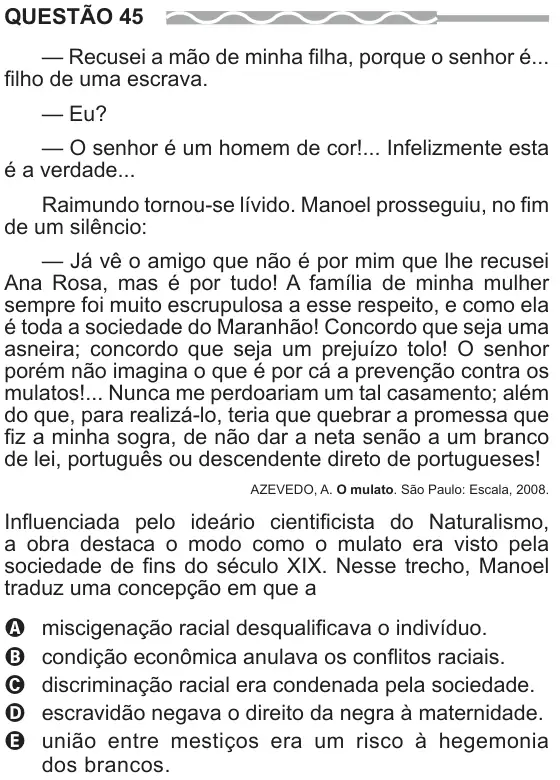 QUESTÃO 45
— Recusei a mão de minha filha, porque o senhor é...
filho de uma escrava.
— Eu?
— O senhor é um homem de cor!... Infelizmente esta
é a verdade...
Raimundo tornou-se lívido. Manoel prosseguiu, no fim
de um silêncio:
— Já vê o amigo que não é por mim que lhe recusei
Ana Rosa, mas é por tudo! A família de minha mulher
sempre foi muito escrupulosa a esse respeito, e como ela
é toda a sociedade do Maranhão! Concordo que seja uma
asneira; concordo que seja um prejuízo tolo! O senhor
porém não imagina o que é por cá a prevenção contra os
mulatos!... Nunca me perdoariam um tal casamento; além
do que, para realizá-lo, teria que quebrar a promessa que
fiz a minha sogra, de não dar a neta senão a um branco
de lei, português ou descendente direto de portugueses!
AZEVEDO, A. O mulato. São Paulo: Escala, 2008.
Influenciada pelo ideário cientificista do Naturalismo,
a obra destaca o modo como o mulato era visto pela
sociedade de fins do século XIX. Nesse trecho, Manoel
traduz uma concepção em que a
A miscigenação racial desqualificava o indivíduo.
B condição econômica anulava os conflitos raciais.
C discriminação racial era condenada pela sociedade.
D escravidão negava o direito da negra à maternidade.
E união entre mestiços era um risco à hegemonia
dos brancos.